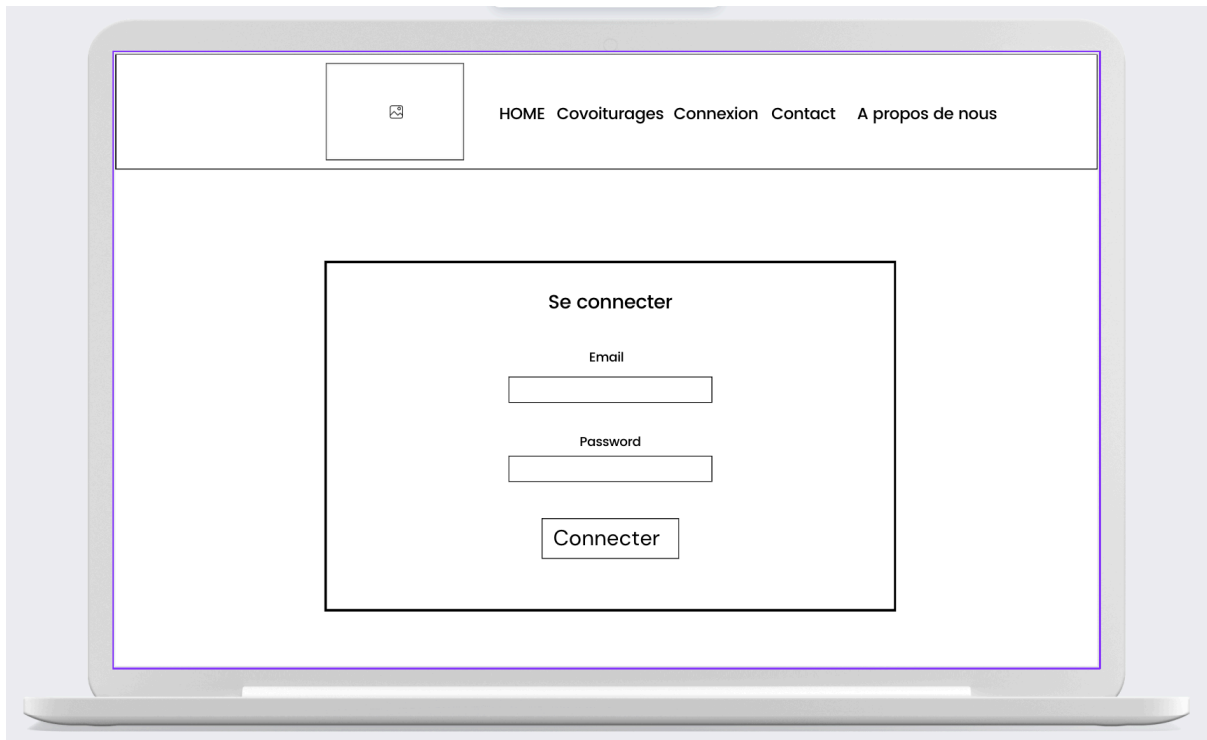 HOME Covoiturages Connexion Contact A propos de nous
Se connecter
Email
Password
Connecter